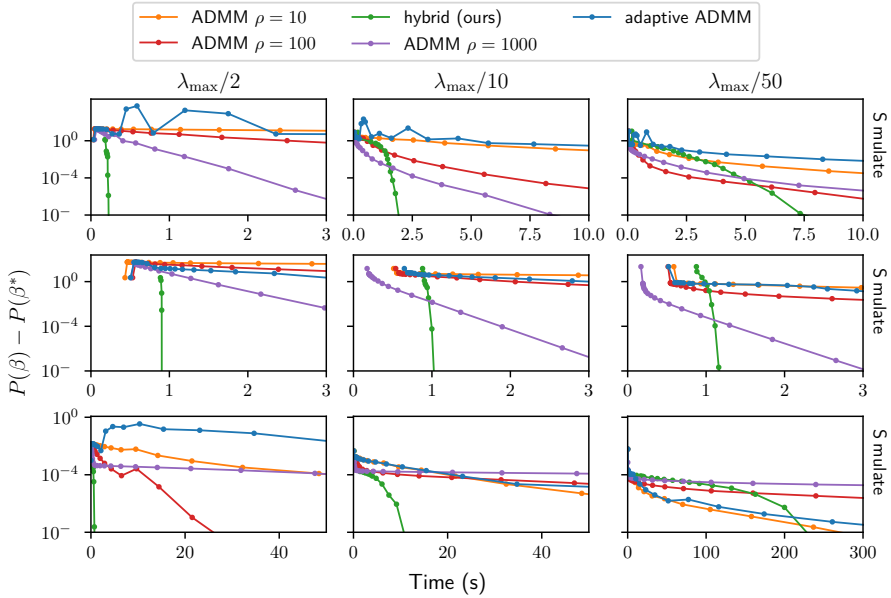 ADMM ρ = 10
hybrid (ours)
adaptive ADMM
ADMM ρ = 100
ADMM ρ = 1000
λmax/2
λmax/10
λmax/50
10⁰
10⁻⁴
10⁻⁸
0 1 2 3
0.0 2.5 5.0 7.5 10.0
0.0 2.5 5.0 7.5 10.0
S mulate
10⁰
10⁻⁴
10⁻⁸
0 1 2 3
0 1 2 3
0 1 2 3
S mulate
10⁰
10⁻⁴
10⁻⁸
0 20 40
0 20 40
0 100 200 300
S mulate
P(β) − P(β*)
Time (s)